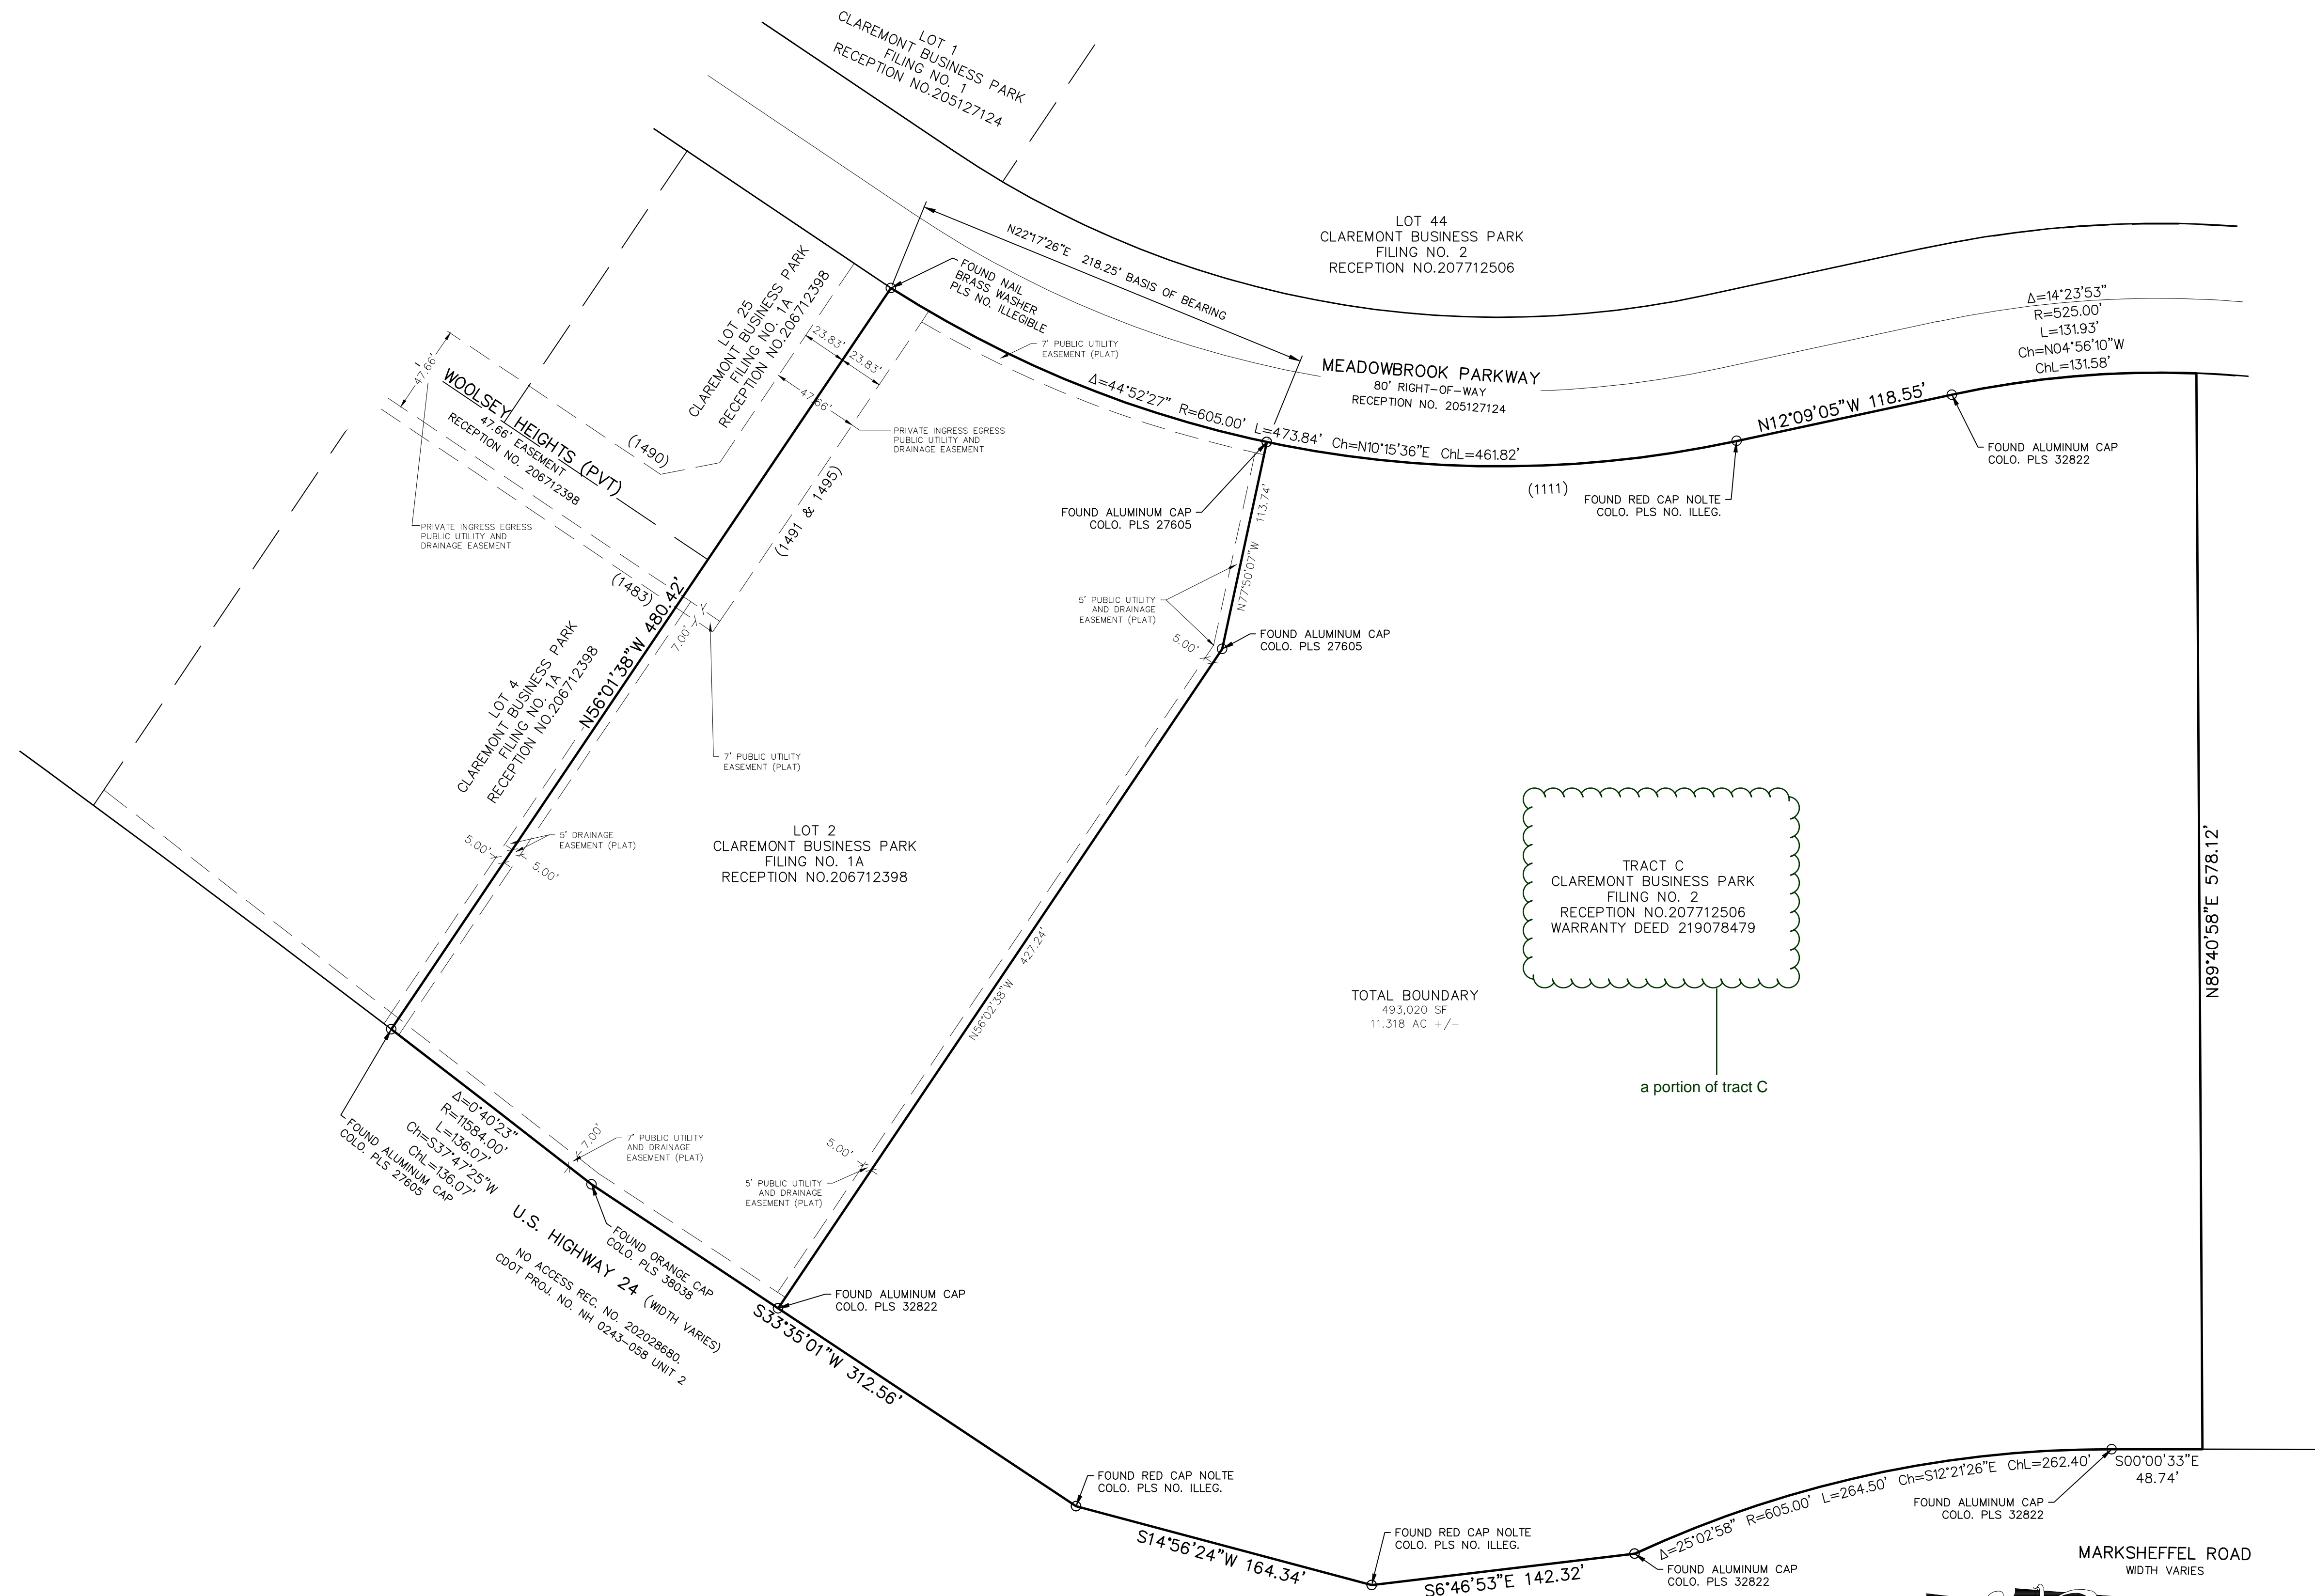 LOT 1
CLAREMONT BUSINESS PARK
FILING NO. 1
RECEPTION NO.205127124
LOT 44
CLAREMONT BUSINESS PARK
FILING NO. 2
RECEPTION NO.207712506
N22°17'26"E 218.25' BASIS OF BEARING
FOUND NAIL
BRASS WASHER
PLS NO. ILLEGIBLE
LOT 25
CLAREMONT BUSINESS PARK
FILING NO. 1A
RECEPTION NO.206712398
23.83'
23.83'
47.66'
7' PUBLIC UTILITY
EASEMENT (PLAT)
Δ=14°23'53"
R=525.00'
L=131.93'
Ch=N04°56'10"W
ChL=131.58'
MEADOWBROOK PARKWAY
80' RIGHT-OF-WAY
RECEPTION NO. 205127124
47.66'
WOOLSEY HEIGHTS (PVT)
47.66' EASEMENT
RECEPTION NO. 206712398
(1490)
PRIVATE INGRESS EGRESS
PUBLIC UTILITY AND
DRAINAGE EASEMENT
Δ=44°52'27" R=605.00' L=473.84' Ch=N10°15'36"E ChL=461.82'
N12°09'05"W 118.55'
FOUND ALUMINUM CAP
COLO. PLS 32822
(1111)
FOUND RED CAP NOLTE
COLO. PLS NO. ILLEG.
FOUND ALUMINUM CAP
COLO. PLS 27605
(1491 & 1495)
PRIVATE INGRESS EGRESS
PUBLIC UTILITY AND
DRAINAGE EASEMENT
(1483)
N77°50'07"W 113.74'
5' PUBLIC UTILITY
AND DRAINAGE
EASEMENT (PLAT)
5.00'
FOUND ALUMINUM CAP
COLO. PLS 27605
7.00'
N56°01'38"W 480.42'
LOT 4
CLAREMONT BUSINESS PARK
FILING NO. 1A
RECEPTION NO.206712398
7' PUBLIC UTILITY
EASEMENT (PLAT)
5.00'
5' DRAINAGE
EASEMENT (PLAT)
5.00'
LOT 2
CLAREMONT BUSINESS PARK
FILING NO. 1A
RECEPTION NO.206712398
TRACT C
CLAREMONT BUSINESS PARK
FILING NO. 2
RECEPTION NO.207712506
WARRANTY DEED 219078479
N89°40'58"E 578.12'
N56°02'38"W 427.24'
TOTAL BOUNDARY
493,020 SF
11.318 AC +/-
a portion of tract C
Δ=0°40'23"
R=11584.00'
L=136.07'
Ch=S37°47'25"W
ChL=136.07'
FOUND ALUMINUM CAP
COLO. PLS 27605
7.00'
7' PUBLIC UTILITY
AND DRAINAGE
EASEMENT (PLAT)
5.00'
5' PUBLIC UTILITY
AND DRAINAGE
EASEMENT (PLAT)
U.S. HIGHWAY 24 (WIDTH VARIES)
NO ACCESS REC. NO. 202028680.
CDOT PROJ. NO. NH 0243-058 UNIT 2
FOUND ORANGE CAP
COLO. PLS 38038
FOUND ALUMINUM CAP
COLO. PLS 32822
S33°35'01"W 312.56'
FOUND RED CAP NOLTE
COLO. PLS NO. ILLEG.
S14°56'24"W 164.34'
FOUND RED CAP NOLTE
COLO. PLS NO. ILLEG.
S6°46'53"E 142.32'
Δ=25°02'58" R=605.00' L=264.50' Ch=S12°21'26"E ChL=262.40'
S00°00'33"E
48.74'
FOUND ALUMINUM CAP
COLO. PLS 32822
FOUND ALUMINUM CAP
COLO. PLS 32822
MARKSHEFFEL ROAD
WIDTH VARIES